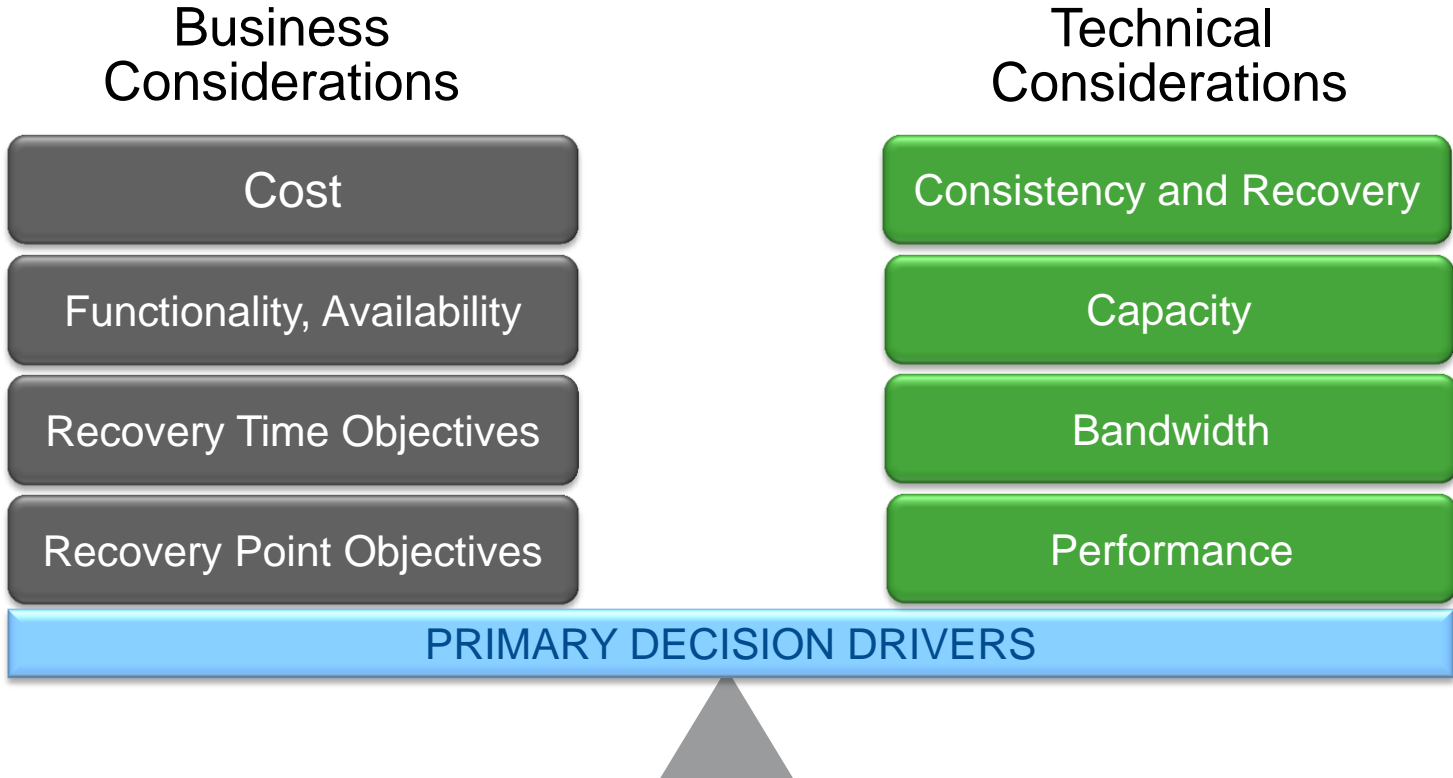 Business
Considerations
Cost
Functionality, Availability
Recovery Time Objectives
Recovery Point Objectives
Technical
Considerations
Consistency and Recovery
Capacity
Bandwidth
Performance
PRIMARY DECISION DRIVERS